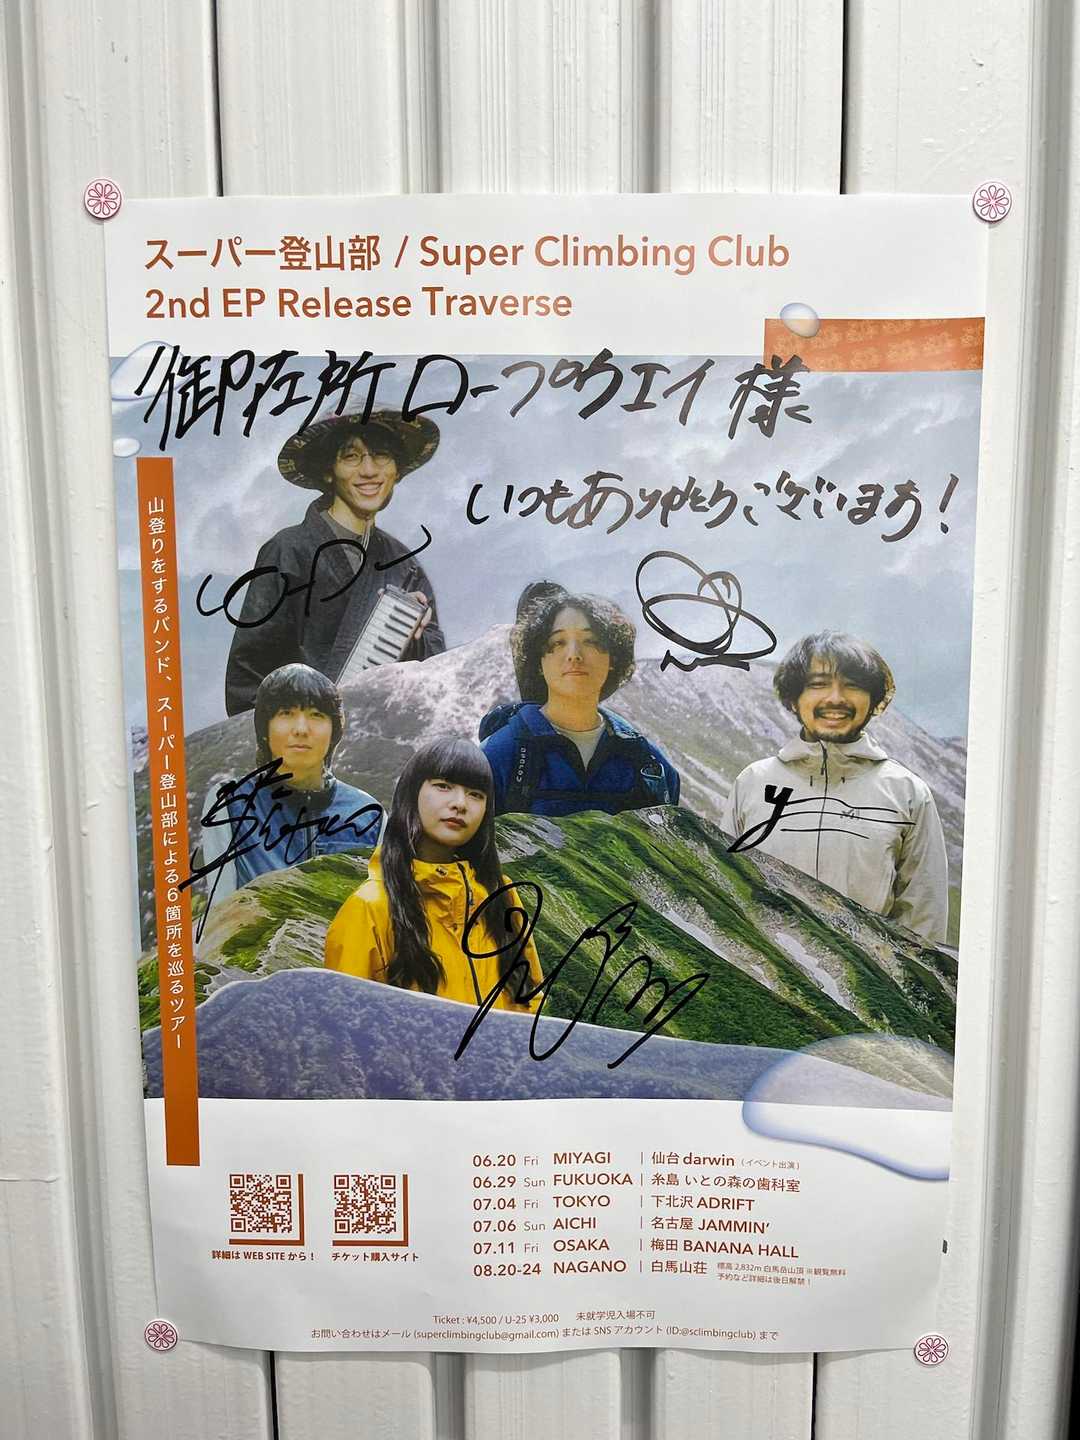 スーパー登山部 / Super Climbing Club
2nd EP Release Traverse
御在所ロープウエイ 様
いつもありがとうございます!
山登りをするバンド、スーパー登山部による6箇所を巡るツアー
06.20 Fri MIYAGI | 仙台 darwin (イベント出演)
06.29 Sun FUKUOKA | 糸島 いとの森の歯科室
07.04 Fri TOKYO | 下北沢 ADRIFT
07.06 Sun AICHI | 名古屋 JAMMIN'
07.11 Fri OSAKA | 梅田 BANANA HALL
08.20-24 NAGANO | 白馬山荘 標高2,832m 白馬岳山頂 ※観覧無料
予約など詳細は後日解禁!
詳細は WEB SITE から! チケット購入サイト
Ticket : ¥4,500 / U-25 ¥3,000 未就学児入場不可
お問い合わせはメール (superclimbingclub@gmail.com) または SNS アカウント (ID:@sclimbingclub) まで